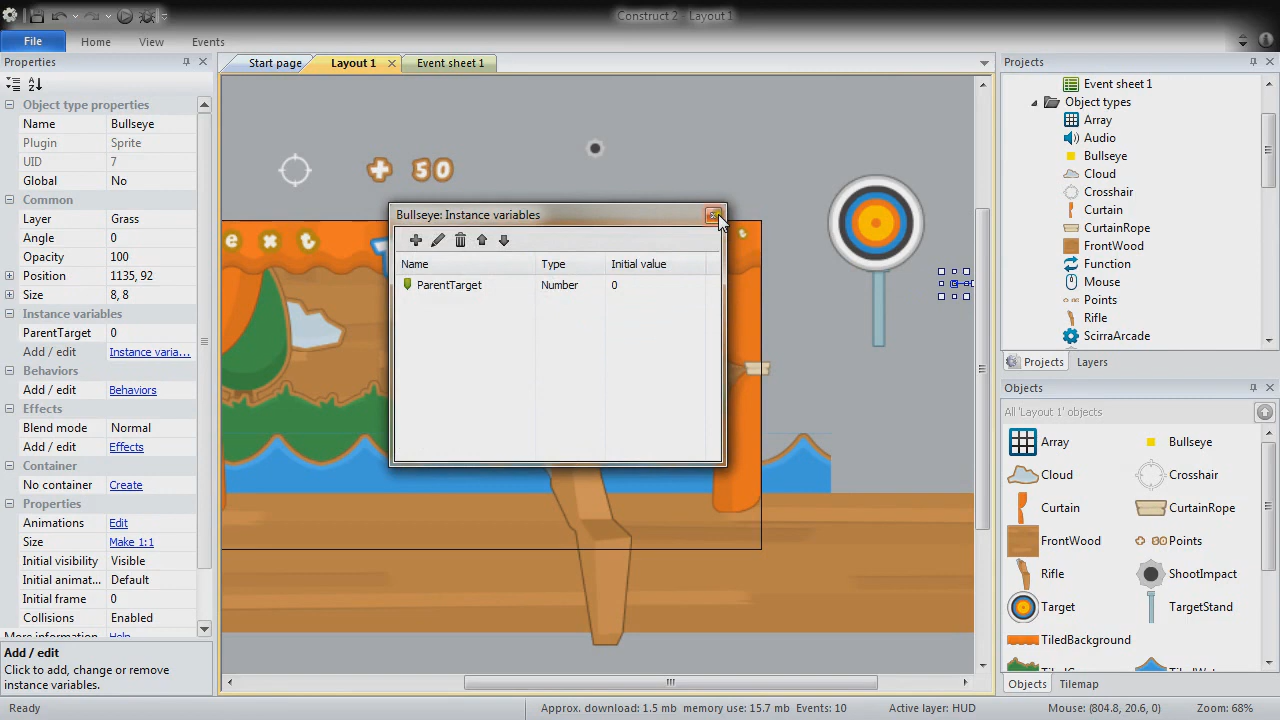 Construct 2 - Layout 1
File
Home
View
Events
Properties
Start page
Layout 1
Event sheet 1
Projects
Object type properties
Name Bullseye
Plugin Sprite
UID 7
Global No
Common
Layer Grass
Angle 0
Opacity 100
Position 1135, 92
Size 8, 8
Instance variables
ParentTarget 0
Add / edit Instance varia...
Behaviors
Add / edit Behaviors
Effects
Blend mode Normal
Add / edit Effects
Container
No container Create
Properties
Animations Edit
Size Make 1:1
Initial visibility Visible
Initial animat... Default
Initial frame 0
Collisions Enabled
More information Help
Add / edit
Click to add, change or remove
instance variables.
+ 50
e x t
t
Bullseye: Instance variables
Name Type Initial value
ParentTarget Number 0
Event sheet 1
Object types
Array
Audio
Bullseye
Cloud
Crosshair
Curtain
CurtainRope
FrontWood
Function
Mouse
Points
Rifle
ScirraArcade
Projects
Layers
Objects
All 'Layout 1' objects
Array
Bullseye
Cloud
Crosshair
Curtain
CurtainRope
FrontWood
+ 50 Points
Rifle
ShootImpact
Target
TargetStand
TiledBackground
Objects
Tilemap
Ready
Approx. download: 1.5 mb memory use: 15.7 mb Events: 10
Active layer: HUD
Mouse: (804.8, 20.6, 0)
Zoom: 68%